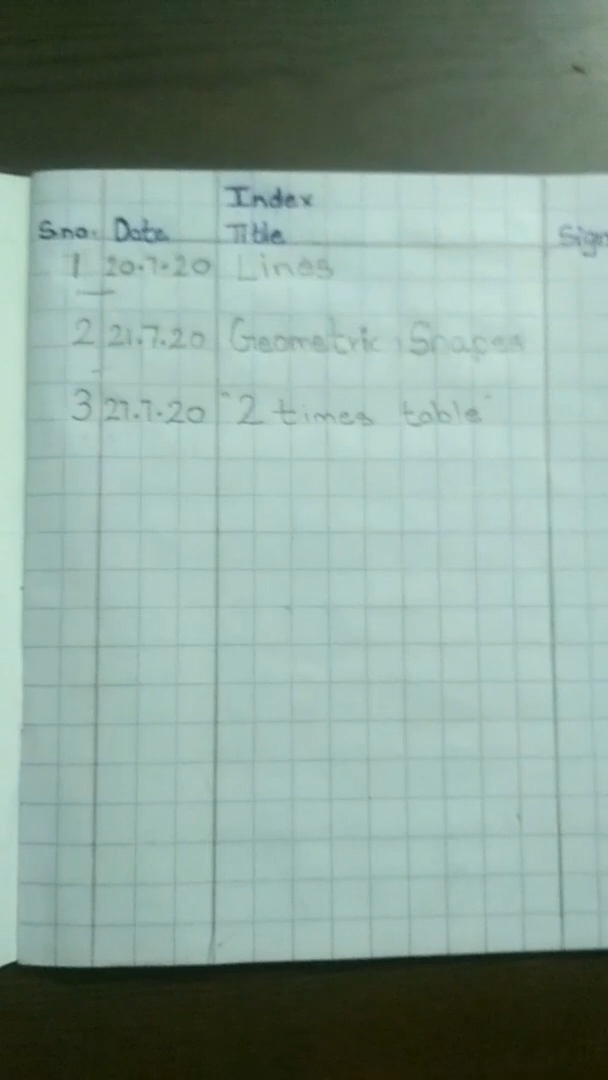 Index
S.no. Date Title Sign
1 20.7.20 Lines
2 21.7.20 Geometric Shapes
3 27.7.20 "2 times table"